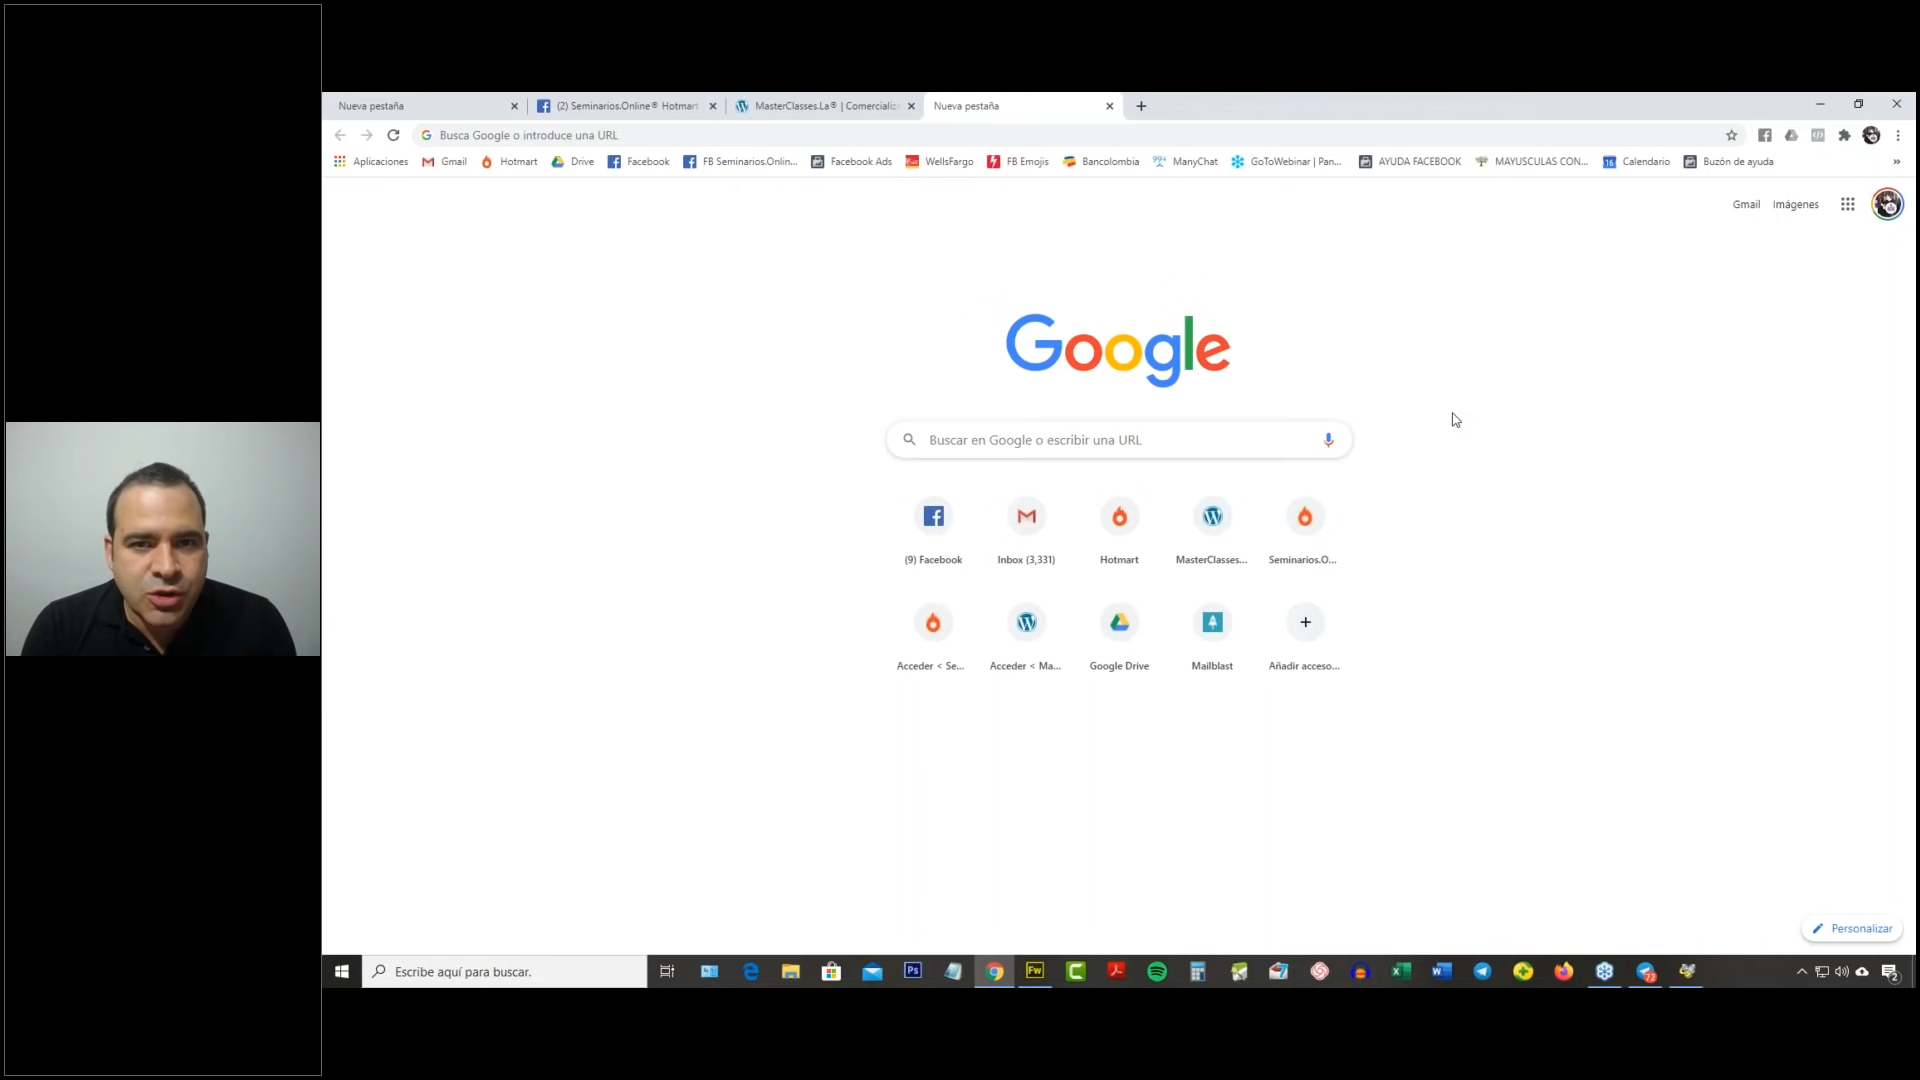 Nueva pestaña
(2) Seminarios.Online® Hotmart
MasterClasses.La® | Comercializ
Nueva pestaña
Busca Google o introduce una URL
Aplicaciones Gmail Hotmart Drive Facebook FB Seminarios.Onlin... Facebook Ads WellsFargo FB Emojis Bancolombia ManyChat GoToWebinar | Pan... AYUDA FACEBOOK MAYUSCULAS CON... Calendario Buzón de ayuda
Gmail Imágenes
Google
Buscar en Google o escribir una URL
(9) Facebook Inbox (3,331) Hotmart MasterClasses... Seminarios.O...
Acceder < Se... Acceder < Ma... Google Drive Mailblast Añadir acceso...
Personalizar
Escribe aquí para buscar.